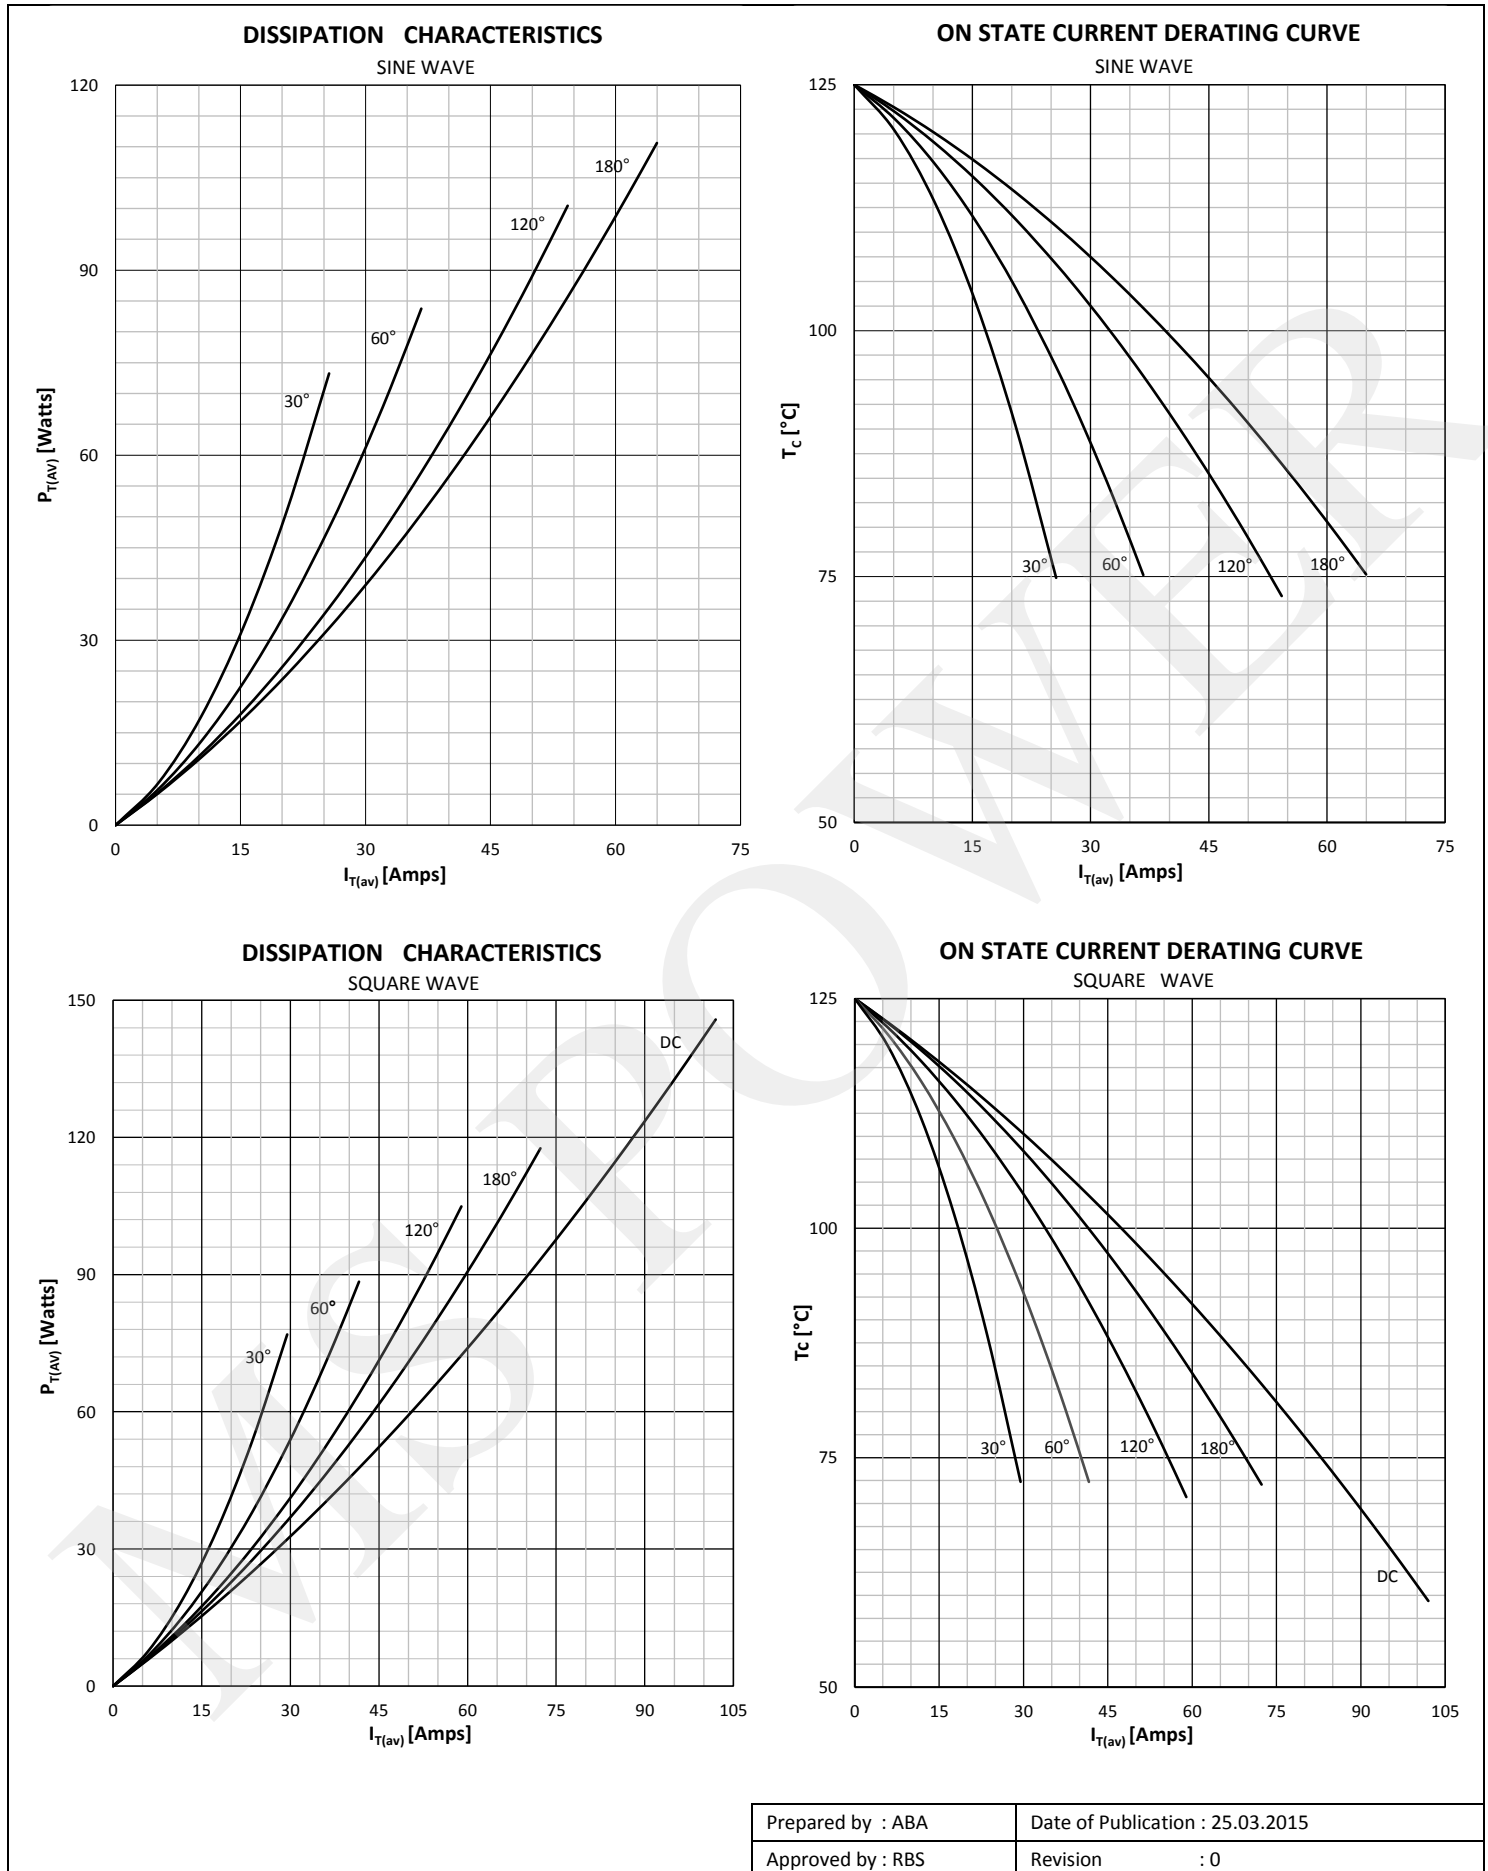 DISSIPATION CHARACTERISTICS
SINE WAVE
120
90
60
30
0
P_T(AV) [Watts]
30°
60°
120°
180°
0 15 30 45 60 75
I_T(av) [Amps]
ON STATE CURRENT DERATING CURVE
SINE WAVE
125
100
75
50
T_C [°C]
30° 60° 120° 180°
0 15 30 45 60 75
I_T(av) [Amps]
DISSIPATION CHARACTERISTICS
SQUARE WAVE
150
120
90
60
30
0
P_T(AV) [Watts]
30°
60°
120°
180°
DC
0 15 30 45 60 75 90 105
I_T(av) [Amps]
ON STATE CURRENT DERATING CURVE
SQUARE WAVE
125
100
75
50
Tc [°C]
30° 60° 120° 180°
DC
0 15 30 45 60 75 90 105
I_T(av) [Amps]
MS POWER
Prepared by : ABA
Date of Publication : 25.03.2015
Approved by : RBS
Revision : 0